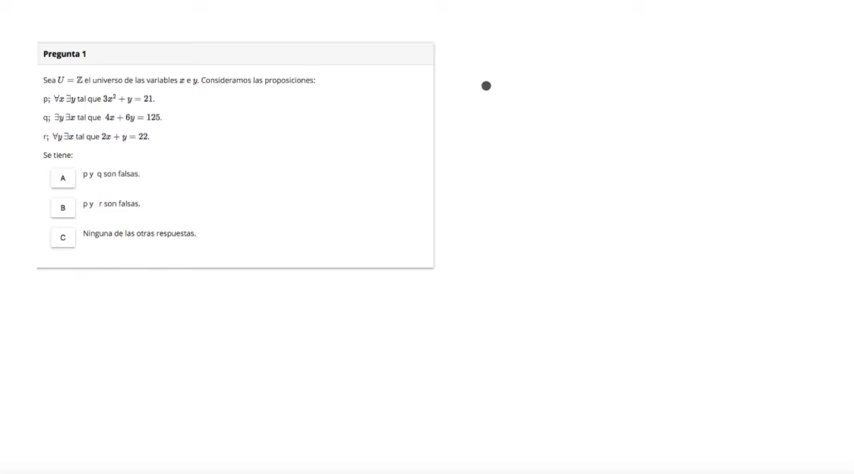 Pregunta 1
Sea U = ℤ el universo de las variables x e y. Consideramos las proposiciones:
p; ∀x ∃y tal que 3x² + y = 21.
q; ∃y ∃x tal que 4x + 6y = 125.
r; ∀y ∃x tal que 2x + y = 22.
Se tiene:
A p y q son falsas.
B p y r son falsas.
C Ninguna de las otras respuestas.